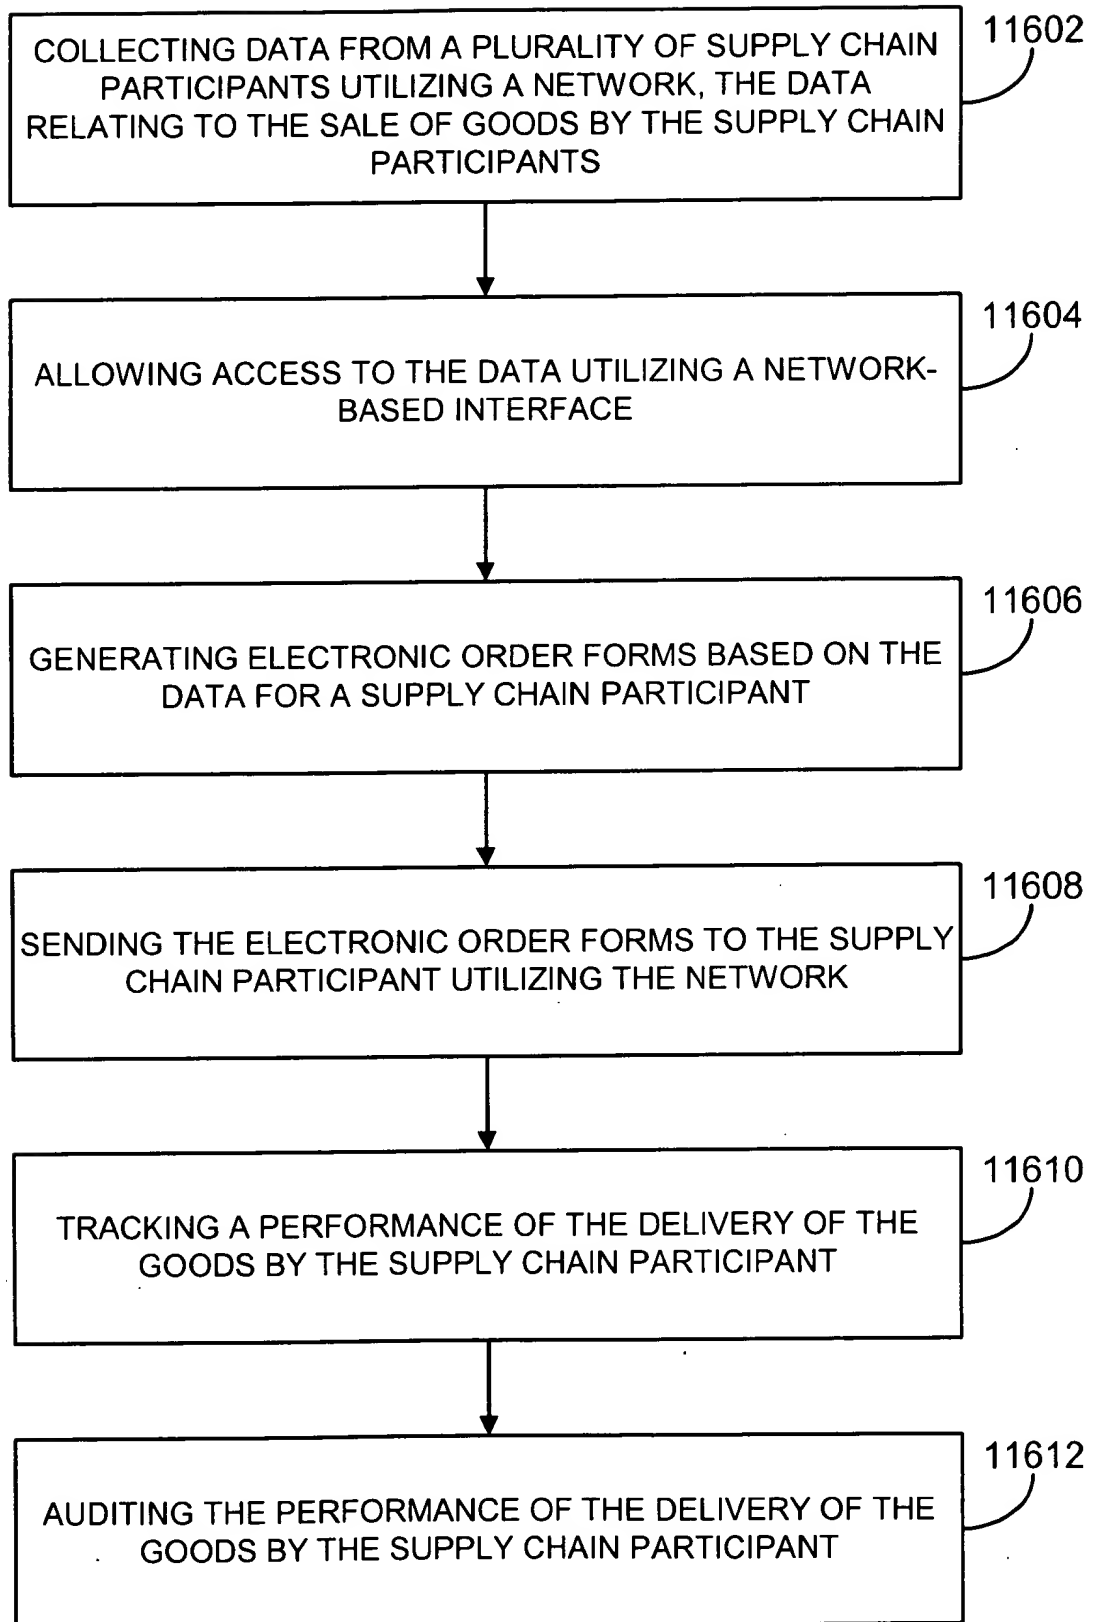 COLLECTING DATA FROM A PLURALITY OF SUPPLY CHAIN
PARTICIPANTS UTILIZING A NETWORK, THE DATA
RELATING TO THE SALE OF GOODS BY THE SUPPLY CHAIN
PARTICIPANTS
11602
ALLOWING ACCESS TO THE DATA UTILIZING A NETWORK-
BASED INTERFACE
11604
GENERATING ELECTRONIC ORDER FORMS BASED ON THE
DATA FOR A SUPPLY CHAIN PARTICIPANT
11606
SENDING THE ELECTRONIC ORDER FORMS TO THE SUPPLY
CHAIN PARTICIPANT UTILIZING THE NETWORK
11608
TRACKING A PERFORMANCE OF THE DELIVERY OF THE
GOODS BY THE SUPPLY CHAIN PARTICIPANT
11610
AUDITING THE PERFORMANCE OF THE DELIVERY OF THE
GOODS BY THE SUPPLY CHAIN PARTICIPANT
11612